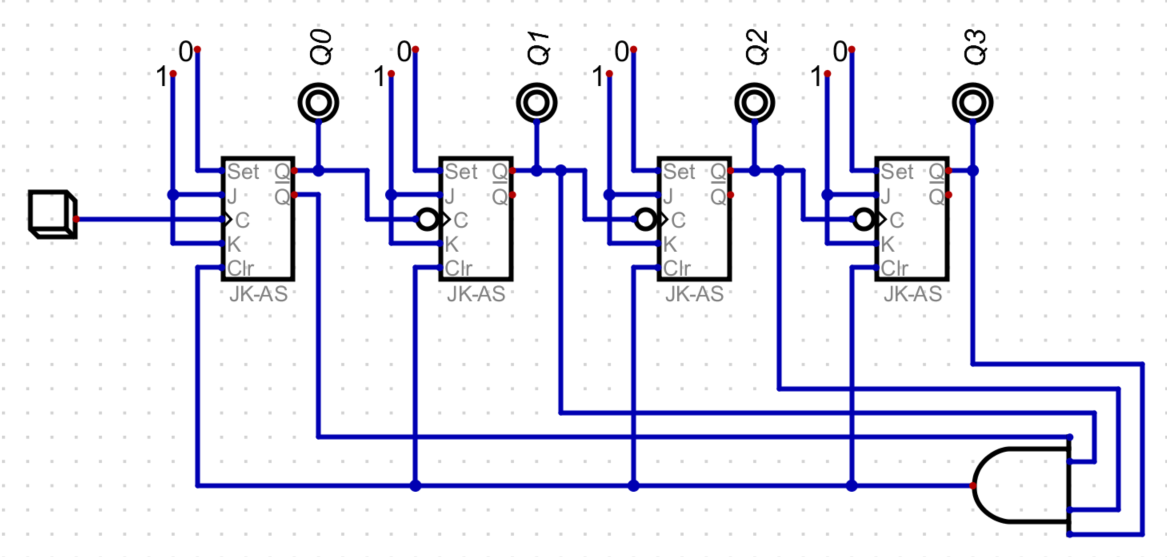 0
1
Q0
0
1
Q1
0
1
Q2
0
1
Q3
Set Q
J Q
C
K
Clr
JK-AS
Set Q
J Q
C
K
Clr
JK-AS
Set Q
J Q
C
K
Clr
JK-AS
Set Q
J Q
C
K
Clr
JK-AS